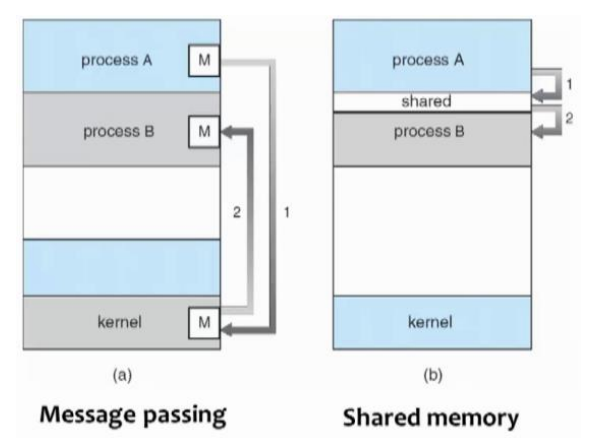 process A
M
process B
M
2
1
kernel
M
(a)
Message passing
process A
1
shared
2
process B
kernel
(b)
Shared memory